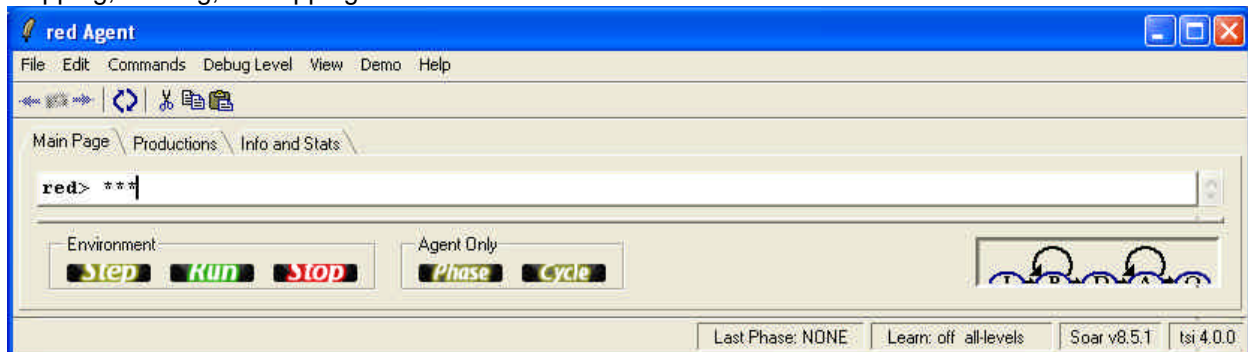 red Agent
File Edit Commands Debug Level View Demo Help
Main Page Productions Info and Stats
red> ***
Environment Agent Only
Step Run Stop Phase Cycle
Last Phase: NONE Learn: off all-levels Soar v8.5.1 tsi 4.0.0